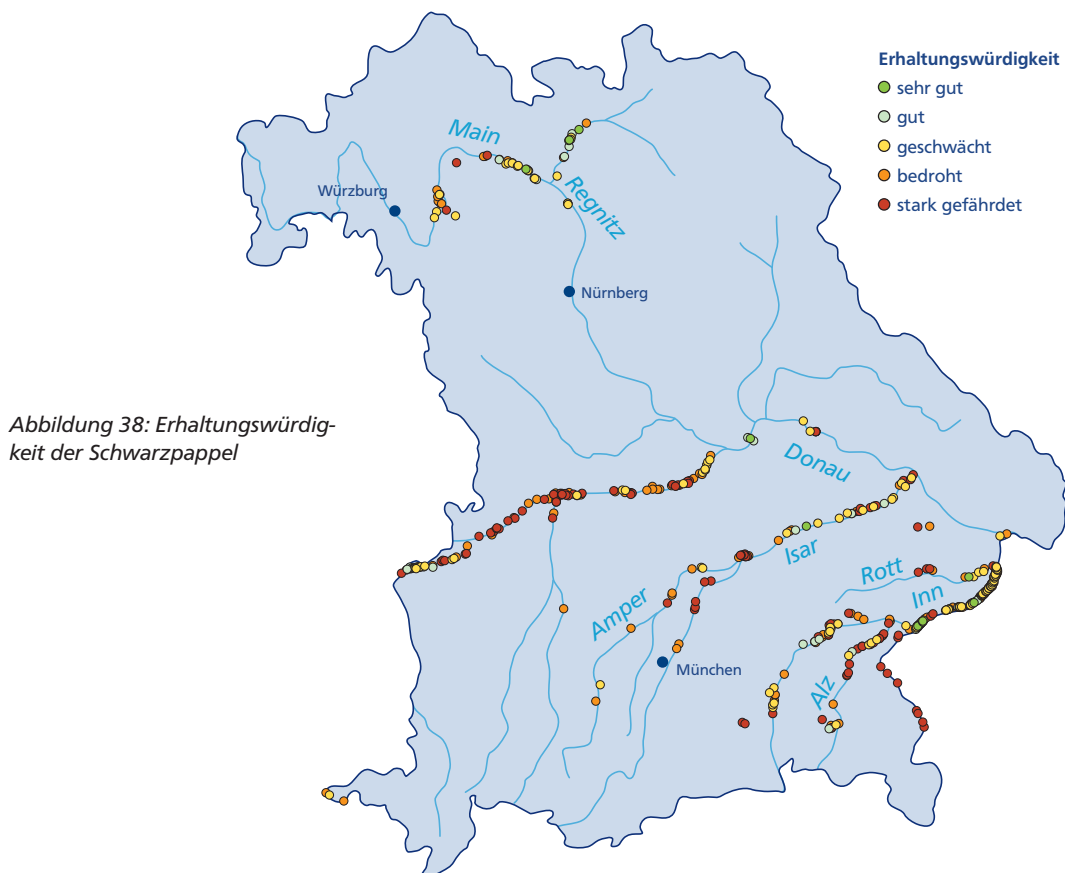 Erhaltungswürdigkeit
sehr gut
gut
geschwächt
bedroht
stark gefährdet
Main
Würzburg
Regnitz
Nürnberg
Abbildung 38: Erhaltungswürdig-
keit der Schwarzpappel
Donau
Isar
Rott
Inn
Amper
München
Alz